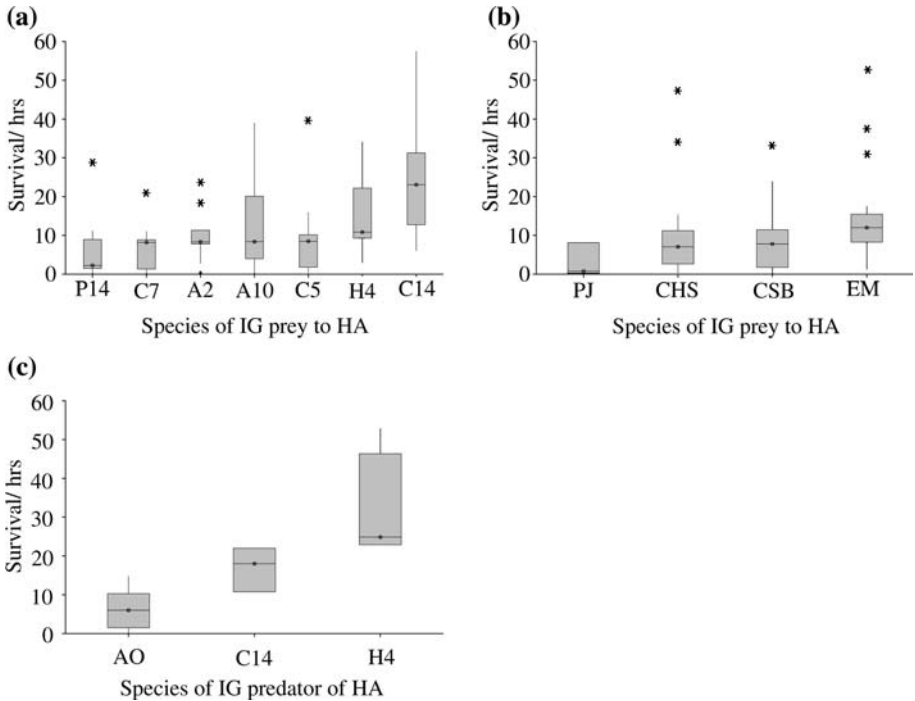 (a)
60
50
40
30
20
10
0
Survival/ hrs
P14 C7 A2 A10 C5 H4 C14
Species of IG prey to HA
(b)
60
50
40
30
20
10
0
Survival/ hrs
PJ CHS CSB EM
Species of IG prey to HA
(c)
60
50
40
30
20
10
0
Survival/ hrs
AO C14 H4
Species of IG predator of HA